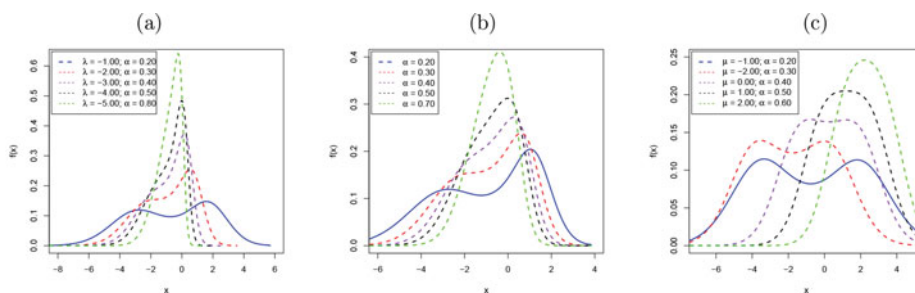 (a)
λ = −1.00; α = 0.20
λ = −2.00; α = 0.30
λ = −3.00; α = 0.40
λ = −4.00; α = 0.50
λ = −5.00; α = 0.80
f(x)
0.0
0.1
0.2
0.3
0.4
0.5
0.6
−8 −6 −4 −2 0 2 4 6
x
(b)
α = 0.20
α = 0.30
α = 0.40
α = 0.50
α = 0.70
f(x)
0.0
0.1
0.2
0.3
0.4
−6 −4 −2 0 2 4
x
(c)
μ = −1.00; α = 0.20
μ = −2.00; α = 0.30
μ = 0.00; α = 0.40
μ = 1.00; α = 0.50
μ = 2.00; α = 0.60
f(x)
0.00
0.05
0.10
0.15
0.20
0.25
−6 −4 −2 0 2 4
x